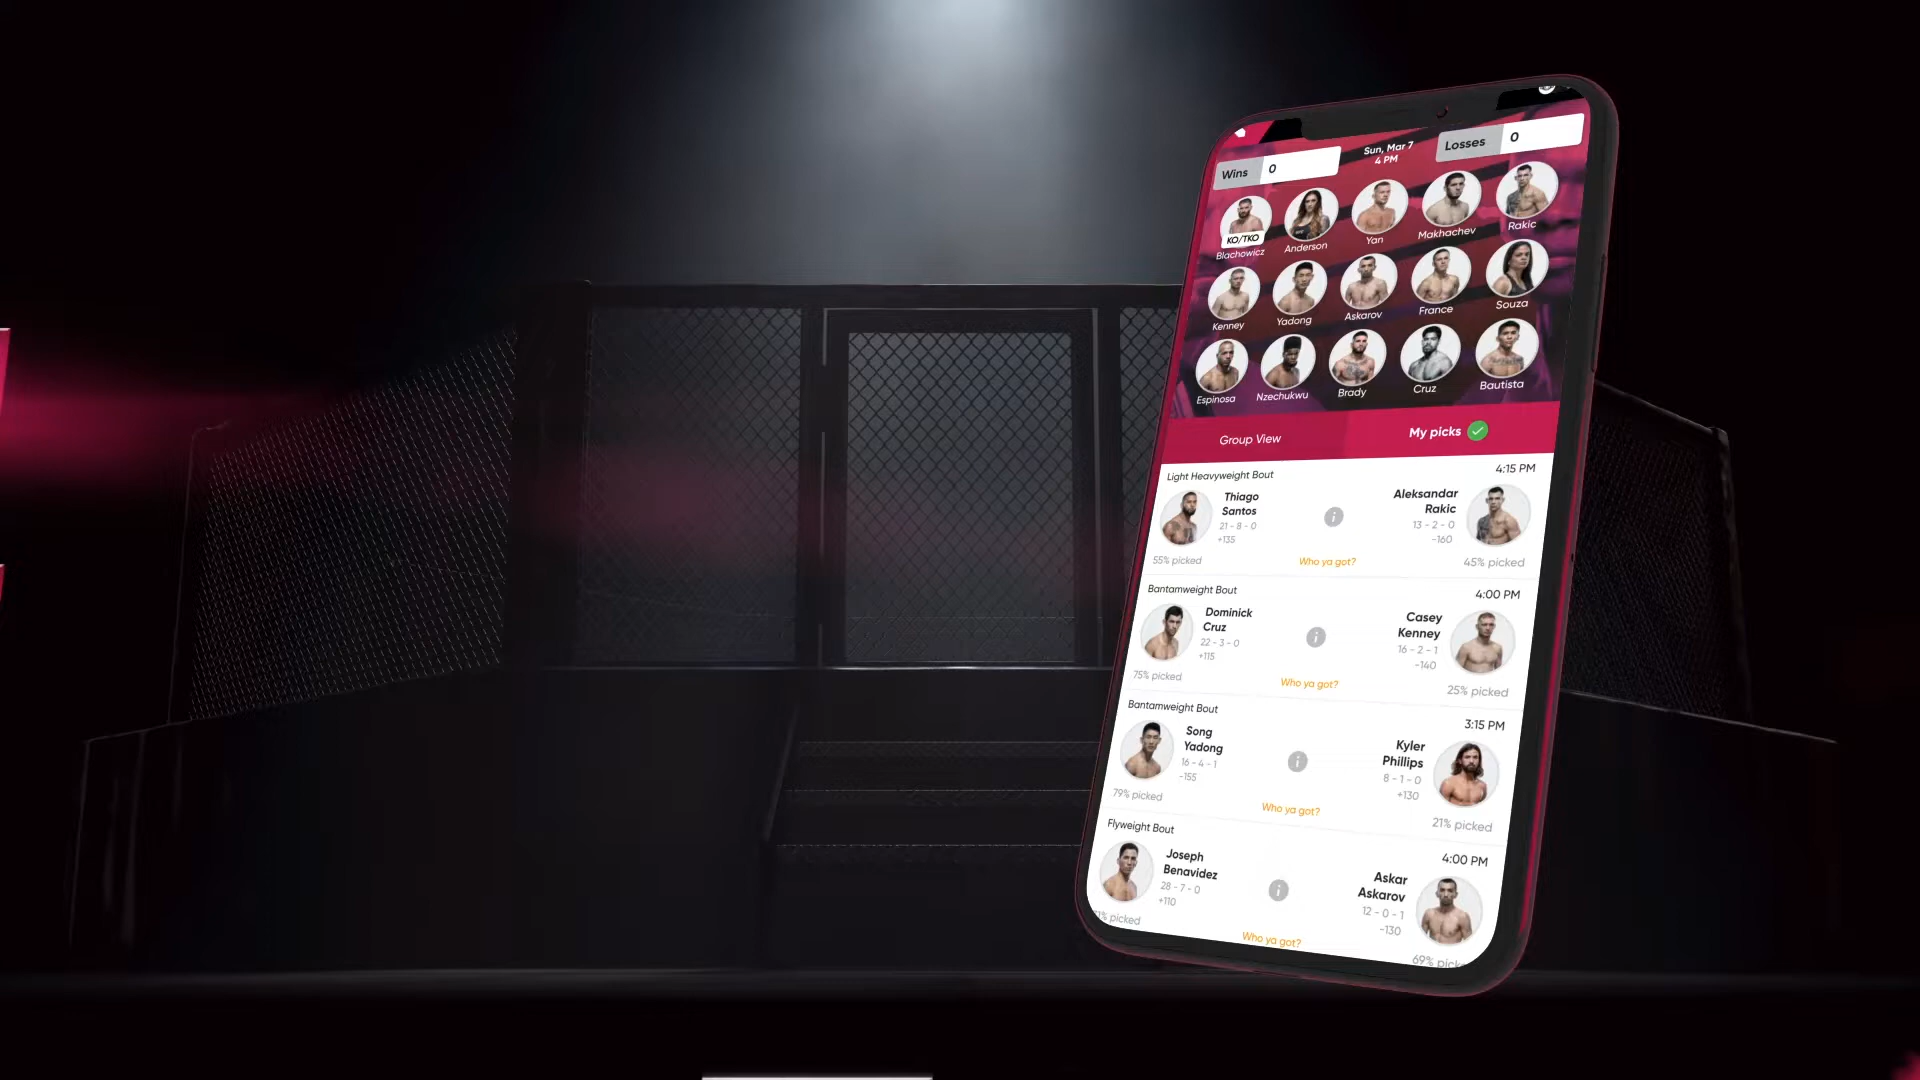 Wins 0
Sun, Mar 7
4 PM
Losses 0
KO/TKO
Blachowicz Anderson Yan Makhachev Rakic
Kenney Yadong Askarov France Souza
Espinosa Nzechukwu Brady Cruz Bautista
Group View My picks
Light Heavyweight Bout 4:15 PM
Thiago
Santos
21 - 8 - 0
+135
55% picked
Who ya got?
Aleksandar
Rakic
13 - 2 - 0
-160
45% picked
Bantamweight Bout 4:00 PM
Dominick
Cruz
22 - 3 - 0
+115
75% picked
Who ya got?
Casey
Kenney
16 - 2 - 1
-140
25% picked
Bantamweight Bout 3:15 PM
Song
Yadong
16 - 4 - 1
-155
79% picked
Who ya got?
Kyler
Phillips
8 - 1 - 0
+130
21% picked
Flyweight Bout 4:00 PM
Joseph
Benavidez
28 - 7 - 0
+110
1% picked
Who ya got?
Askar
Askarov
12 - 0 - 1
-130
69% pick